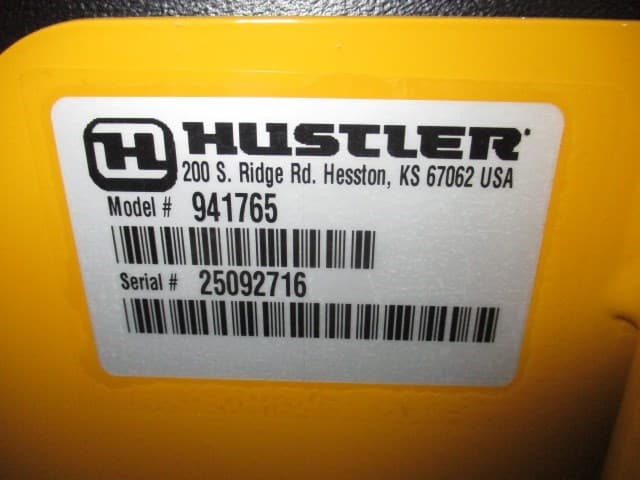 H HUSTLER
200 S. Ridge Rd. Hesston, KS 67062 USA
Model # 941765
Serial # 25092716